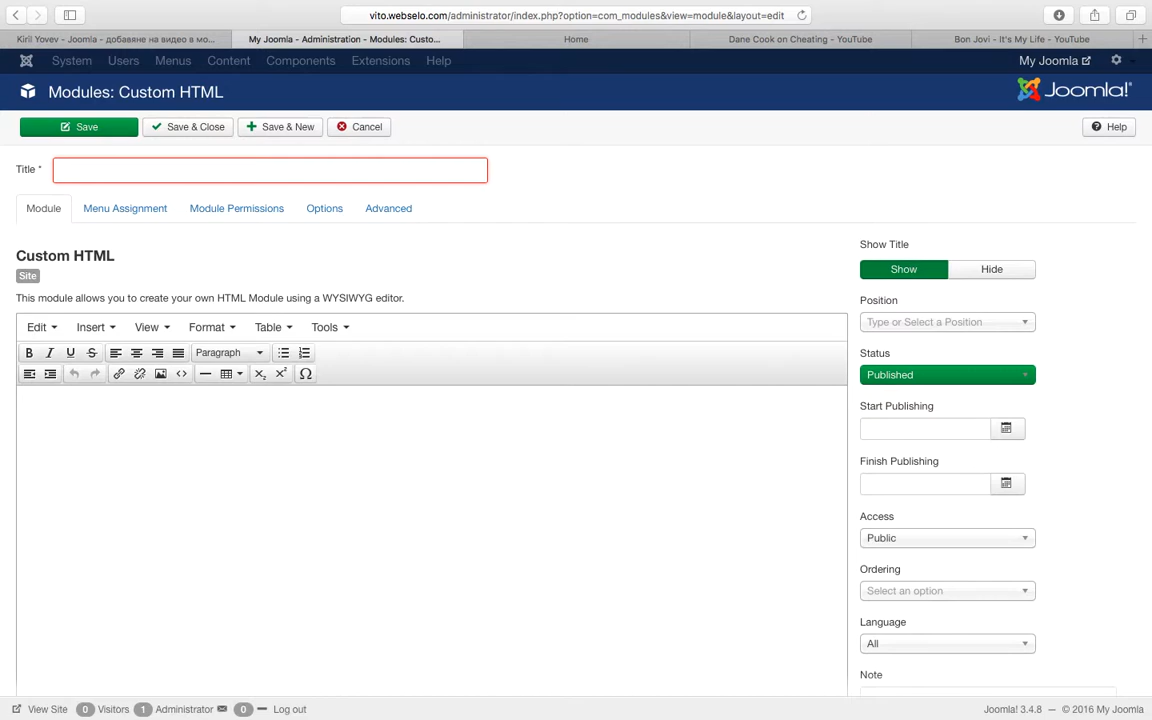 vito.webselo.com/administrator/index.php?option=com_modules&view=module&layout=edit
Kiril Yovev - Joomla - добавяне на видео в мо...
My Joomla - Administration - Modules: Custo...
Home
Dane Cook on Cheating - YouTube
Bon Jovi - It's My Life - YouTube
System Users Menus Content Components Extensions Help
My Joomla
Modules: Custom HTML
Joomla!®
Save
Save & Close
Save & New
Cancel
Help
Title *
Module
Menu Assignment
Module Permissions
Options
Advanced
Custom HTML
Site
This module allows you to create your own HTML Module using a WYSIWYG editor.
Edit Insert View Format Table Tools
B I U S Paragraph
Ω
Show Title
Show Hide
Position
Type or Select a Position
Status
Published
Start Publishing
Finish Publishing
Access
Public
Ordering
Select an option
Language
All
Note
View Site 0 Visitors 1 Administrator 0 Log out
Joomla! 3.4.8 — © 2016 My Joomla